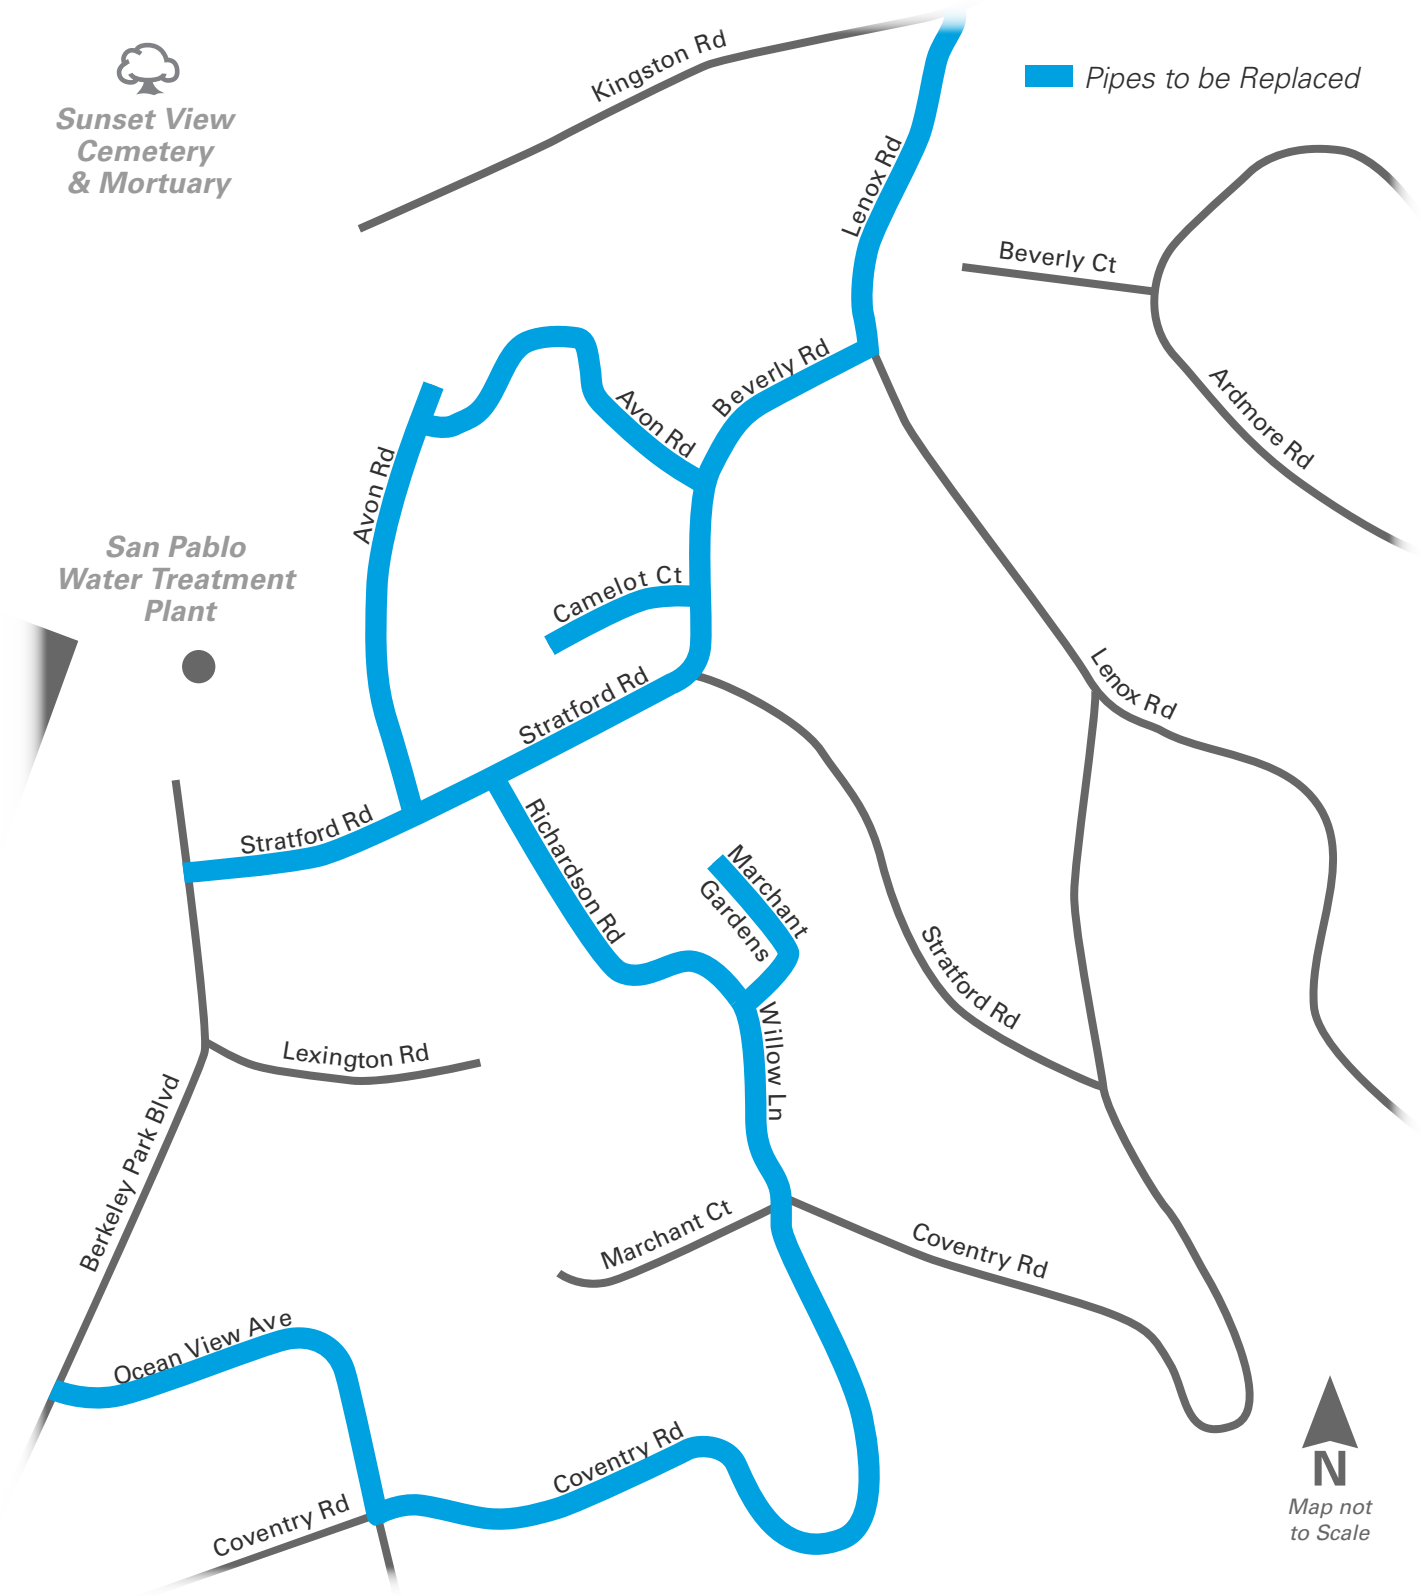 Kingston Rd
Pipes to be Replaced
Sunset View
Cemetery
& Mortuary
Lenox Rd
Beverly Ct
Beverly Rd
Ardmore Rd
Avon Rd
Avon Rd
San Pablo
Water Treatment
Plant
Camelot Ct
Stratford Rd
Lenox Rd
Stratford Rd
Richardson Rd
Marchant
Gardens
Stratford Rd
Willow Ln
Lexington Rd
Berkeley Park Blvd
Marchant Ct
Coventry Rd
Ocean View Ave
Coventry Rd
Coventry Rd
N
Map not
to Scale